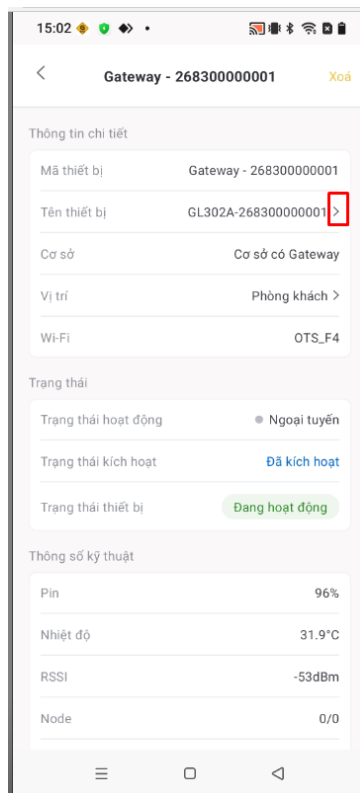 15:02
Gateway - 268300000001 Xoá
Thông tin chi tiết
Mã thiết bị Gateway - 268300000001
Tên thiết bị GL302A-268300000001
Cơ sở Cơ sở có Gateway
Vị trí Phòng khách
Wi-Fi OTS_F4
Trạng thái
Trạng thái hoạt động Ngoại tuyến
Trạng thái kích hoạt Đã kích hoạt
Trạng thái thiết bị Đang hoạt động
Thông số kỹ thuật
Pin 96%
Nhiệt độ 31.9°C
RSSI -53dBm
Node 0/0